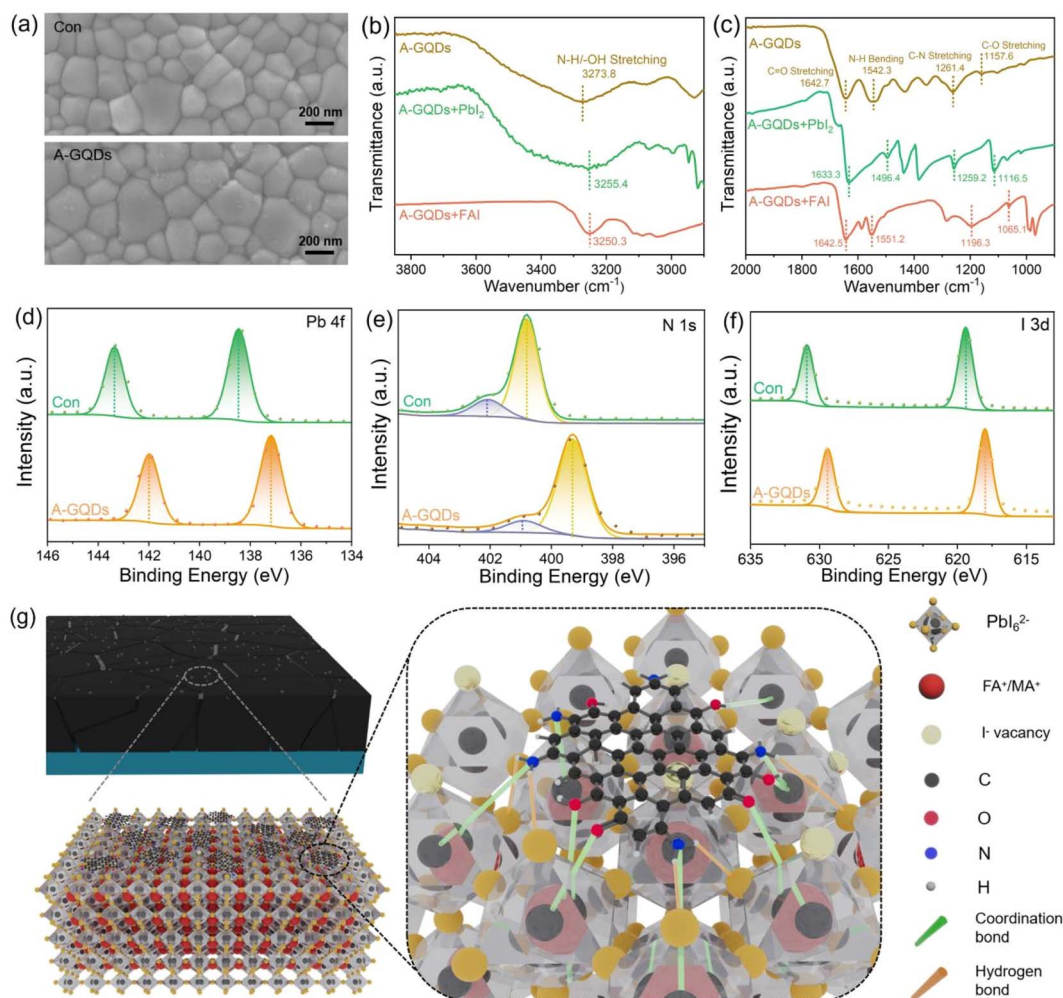 (a)
Con
200 nm
A-GQDs
200 nm
(b)
A-GQDs
N-H/-OH Stretching
3273.8
A-GQDs+PbI₂
3255.4
A-GQDs+FAI
3250.3
Transmittance (a.u.)
3800 3600 3400 3200 3000
Wavenumber (cm⁻¹)
(c)
A-GQDs
C=O Stretching
1642.7
N-H Bending
1542.3
C-N Stretching
1261.4
C-O Stretching
1157.6
A-GQDs+PbI₂
1633.3
1496.4
1259.2
1116.5
A-GQDs+FAI
1642.5
1551.2
1196.3
1065.1
Transmittance (a.u.)
2000 1800 1600 1400 1200 1000
Wavenumber (cm⁻¹)
(d)
Pb 4f
Con
A-GQDs
Intensity (a.u.)
146 144 142 140 138 136 134
Binding Energy (eV)
(e)
N 1s
Con
A-GQDs
Intensity (a.u.)
404 402 400 398 396
Binding Energy (eV)
(f)
I 3d
Con
A-GQDs
Intensity (a.u.)
635 630 625 620 615
Binding Energy (eV)
(g)
PbI₆²⁻
FA⁺/MA⁺
I⁻ vacancy
C
O
N
H
Coordination
bond
Hydrogen
bond